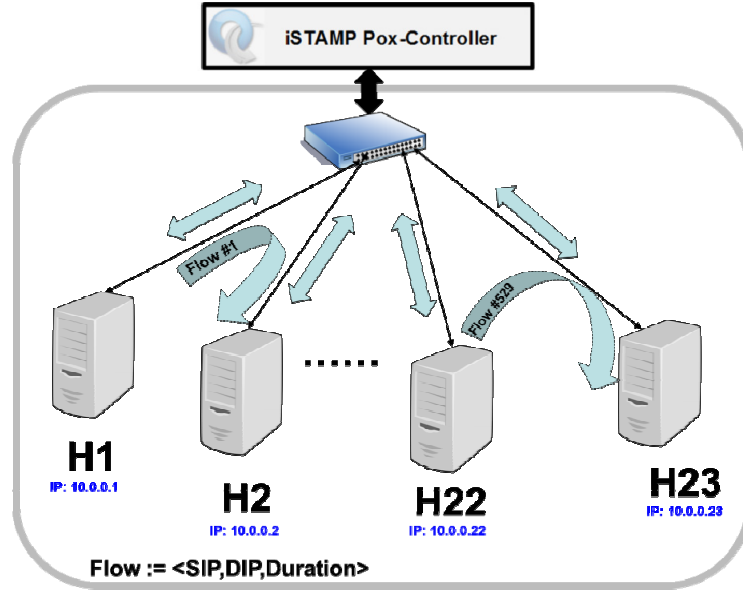 iSTAMP Pox-Controller
Flow #1
Flow #529
H1
IP: 10.0.0.1
H2
IP: 10.0.0.2
H22
IP: 10.0.0.22
H23
IP: 10.0.0.23
Flow := <SIP,DIP,Duration>